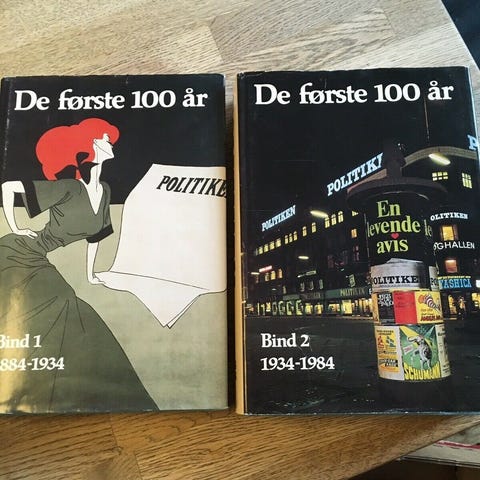 De første 100 år
POLITIKEN
Bind 1
1884-1934
De første 100 år
POLITIKEN
POLITIKEN
POLITIKEN
En
levende
avis
POLITIKEN
YASHICA
SCHUMANN
Bind 2
1934-1984